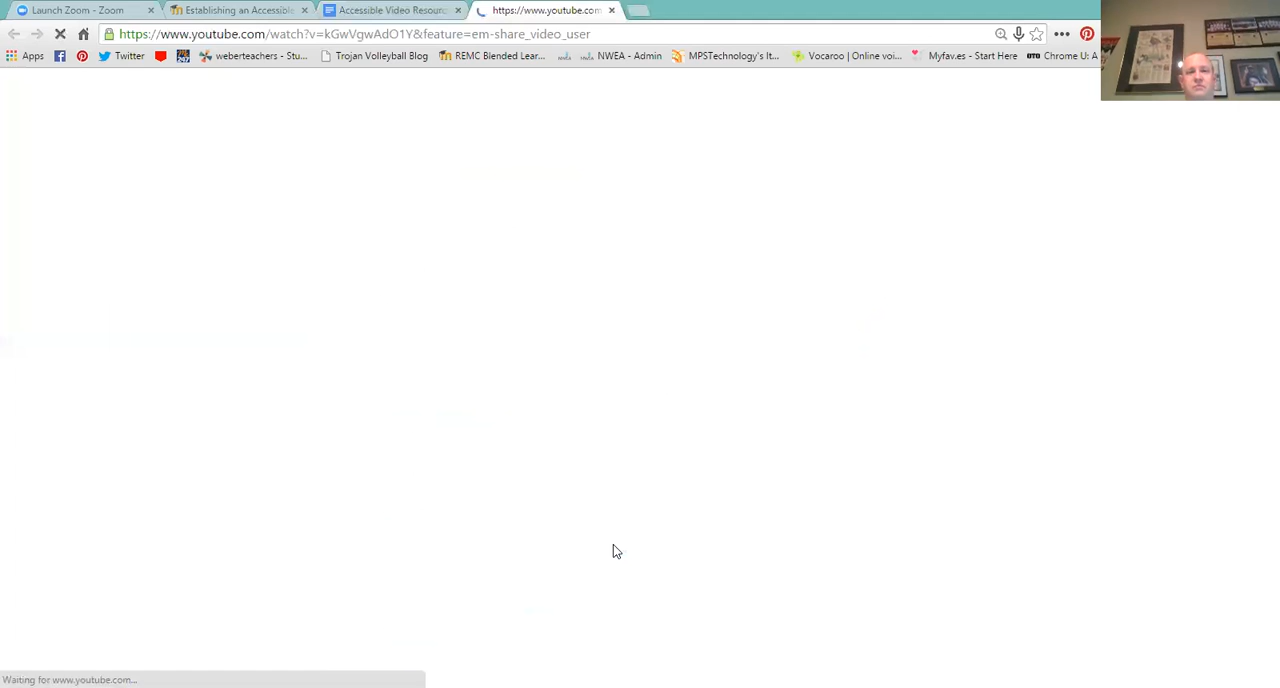 Launch Zoom - Zoom
Establishing an Accessible
Accessible Video Resourc
https://www.youtube.com
https://www.youtube.com/watch?v=kGwVgwAdO1Y&feature=em-share_video_user
Apps
Twitter
weberteachers - Stu...
Trojan Volleyball Blog
REMC Blended Lear...
NWEA - Admin
MPSTechnology's It...
Vocaroo | Online voi...
Myfav.es - Start Here
OTO Chrome U: A
Waiting for www.youtube.com...